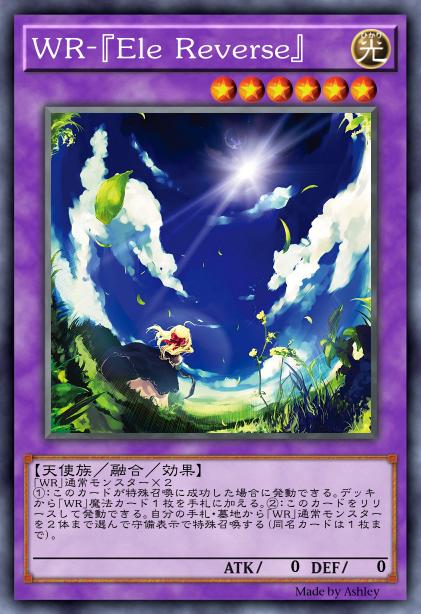 WR-『Ele Reverse』
ひかり
光
【天使族／融合／効果】
「WR」通常モンスター×２
①:このカードが特殊召喚に成功した場合に発動できる。デッキ
から「WR」魔法カード１枚を手札に加える。②:このカードをリリ
ースして発動できる。自分の手札・墓地から「WR」通常モンスター
を２体まで選んで守備表示で特殊召喚する(同名カードは１枚ま
で)。
ATK/ 0 DEF/ 0
Made by Ashley